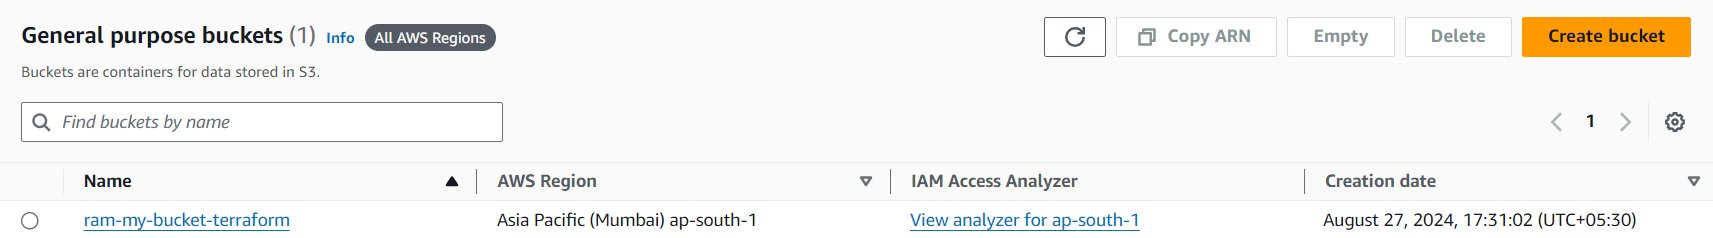 General purpose buckets (1) Info All AWS Regions Copy ARN Empty Delete Create bucket
Buckets are containers for data stored in S3.
Find buckets by name 1
Name AWS Region IAM Access Analyzer Creation date
ram-my-bucket-terraform Asia Pacific (Mumbai) ap-south-1 View analyzer for ap-south-1 August 27, 2024, 17:31:02 (UTC+05:30)